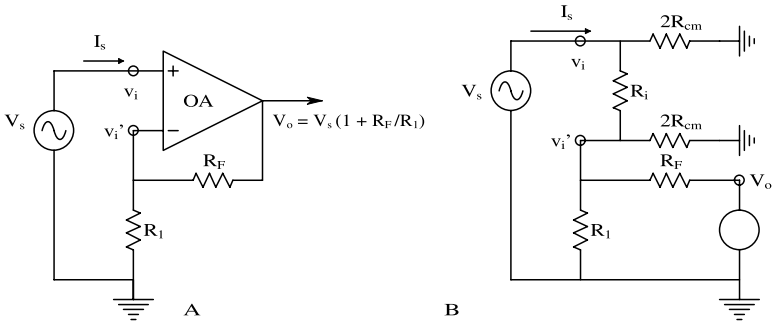 Is
+
vi
OA
Vs
vi'
−
Vo = Vs (1 + RF/R1)
RF
R1
A
Is
2Rcm
vi
Vs
Ri
vi'
2Rcm
RF
Vo
R1
B